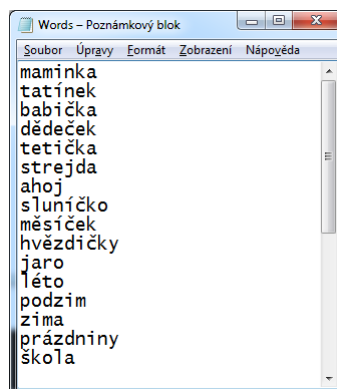 Words – Poznámkový blok
Soubor Úpravy Formát Zobrazení Nápověda
maminka
tatínek
babička
dědeček
tetička
strejda
ahoj
sluníčko
měsíček
hvězdičky
jaro
léto
podzim
zima
prázdniny
škola